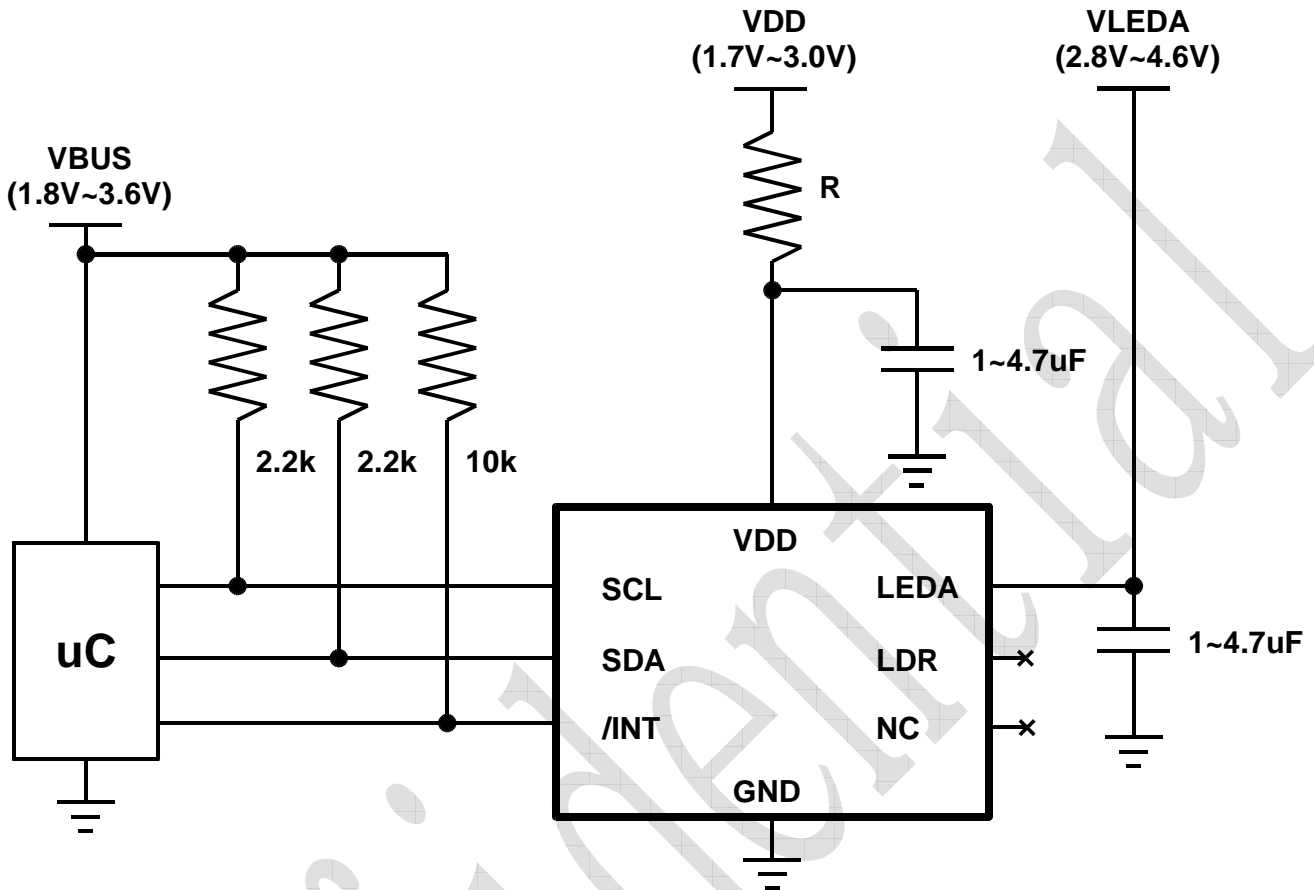 VDD
(1.7V~3.0V)
VLEDA
(2.8V~4.6V)
VBUS
(1.8V~3.6V)
R
1~4.7uF
2.2k
2.2k
10k
VDD
SCL
LEDA
uC
SDA
LDR
1~4.7uF
/INT
NC
GND
fidential